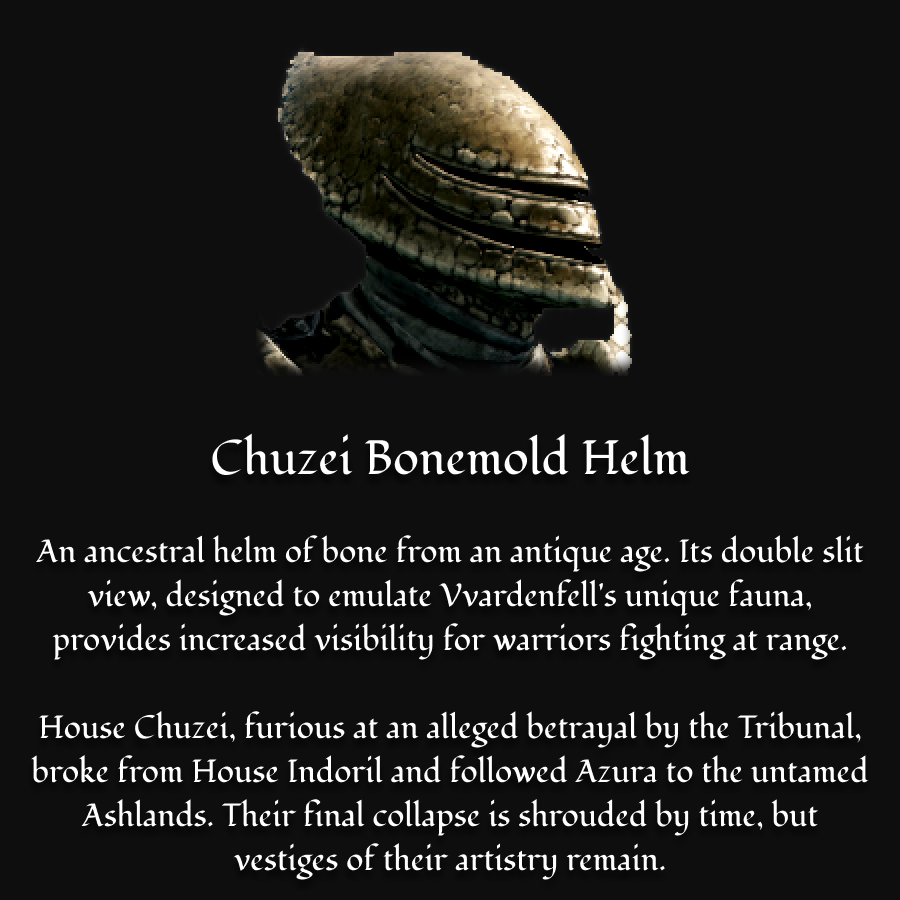 Chuzei Bonemold Helm
An ancestral helm of bone from an antique age. Its double slit
view, designed to emulate Vvardenfell's unique fauna,
provides increased visibility for warriors fighting at range.
House Chuzei, furious at an alleged betrayal by the Tribunal,
broke from House Indoril and followed Azura to the untamed
Ashlands. Their final collapse is shrouded by time, but
vestiges of their artistry remain.